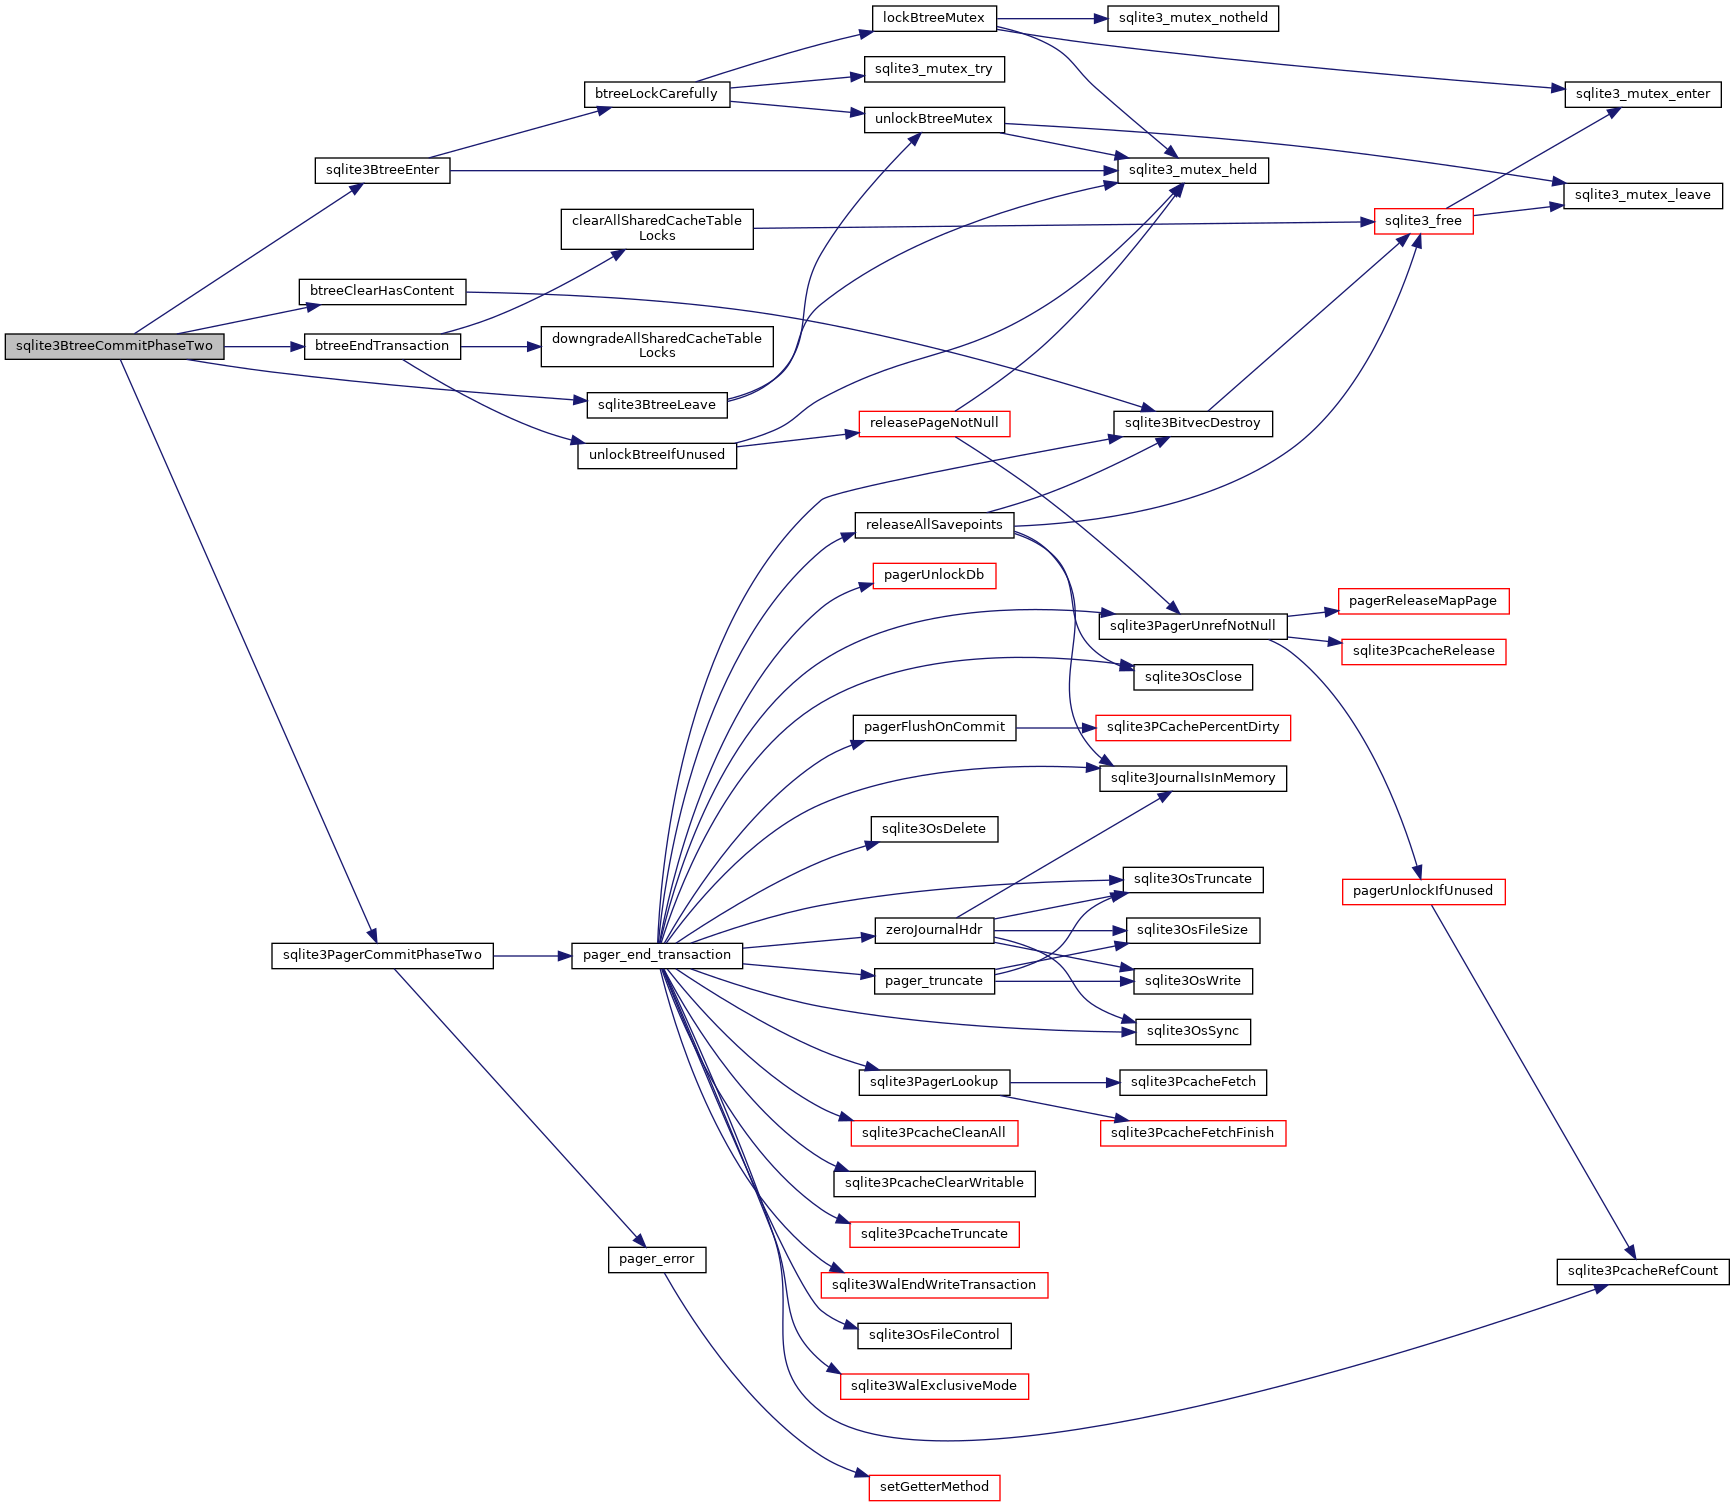 lockBtreeMutex
sqlite3_mutex_notheld
sqlite3_mutex_try
btreeLockCarefully
sqlite3_mutex_enter
unlockBtreeMutex
sqlite3BtreeEnter
sqlite3_mutex_held
sqlite3_mutex_leave
clearAllSharedCacheTable
Locks
sqlite3_free
btreeClearHasContent
sqlite3BtreeCommitPhaseTwo
btreeEndTransaction
downgradeAllSharedCacheTable
Locks
sqlite3BtreeLeave
releasePageNotNull
sqlite3BitvecDestroy
unlockBtreeIfUnused
releaseAllSavepoints
pagerUnlockDb
pagerReleaseMapPage
sqlite3PagerUnrefNotNull
sqlite3PcacheRelease
sqlite3OsClose
pagerFlushOnCommit
sqlite3PCachePercentDirty
sqlite3JournalIsInMemory
sqlite3OsDelete
sqlite3OsTruncate
pagerUnlockIfUnused
zeroJournalHdr
sqlite3OsFileSize
sqlite3PagerCommitPhaseTwo
pager_end_transaction
pager_truncate
sqlite3OsWrite
sqlite3OsSync
sqlite3PagerLookup
sqlite3PcacheFetch
sqlite3PcacheCleanAll
sqlite3PcacheFetchFinish
sqlite3PcacheClearWritable
sqlite3PcacheTruncate
pager_error
sqlite3PcacheRefCount
sqlite3WalEndWriteTransaction
sqlite3OsFileControl
sqlite3WalExclusiveMode
setGetterMethod